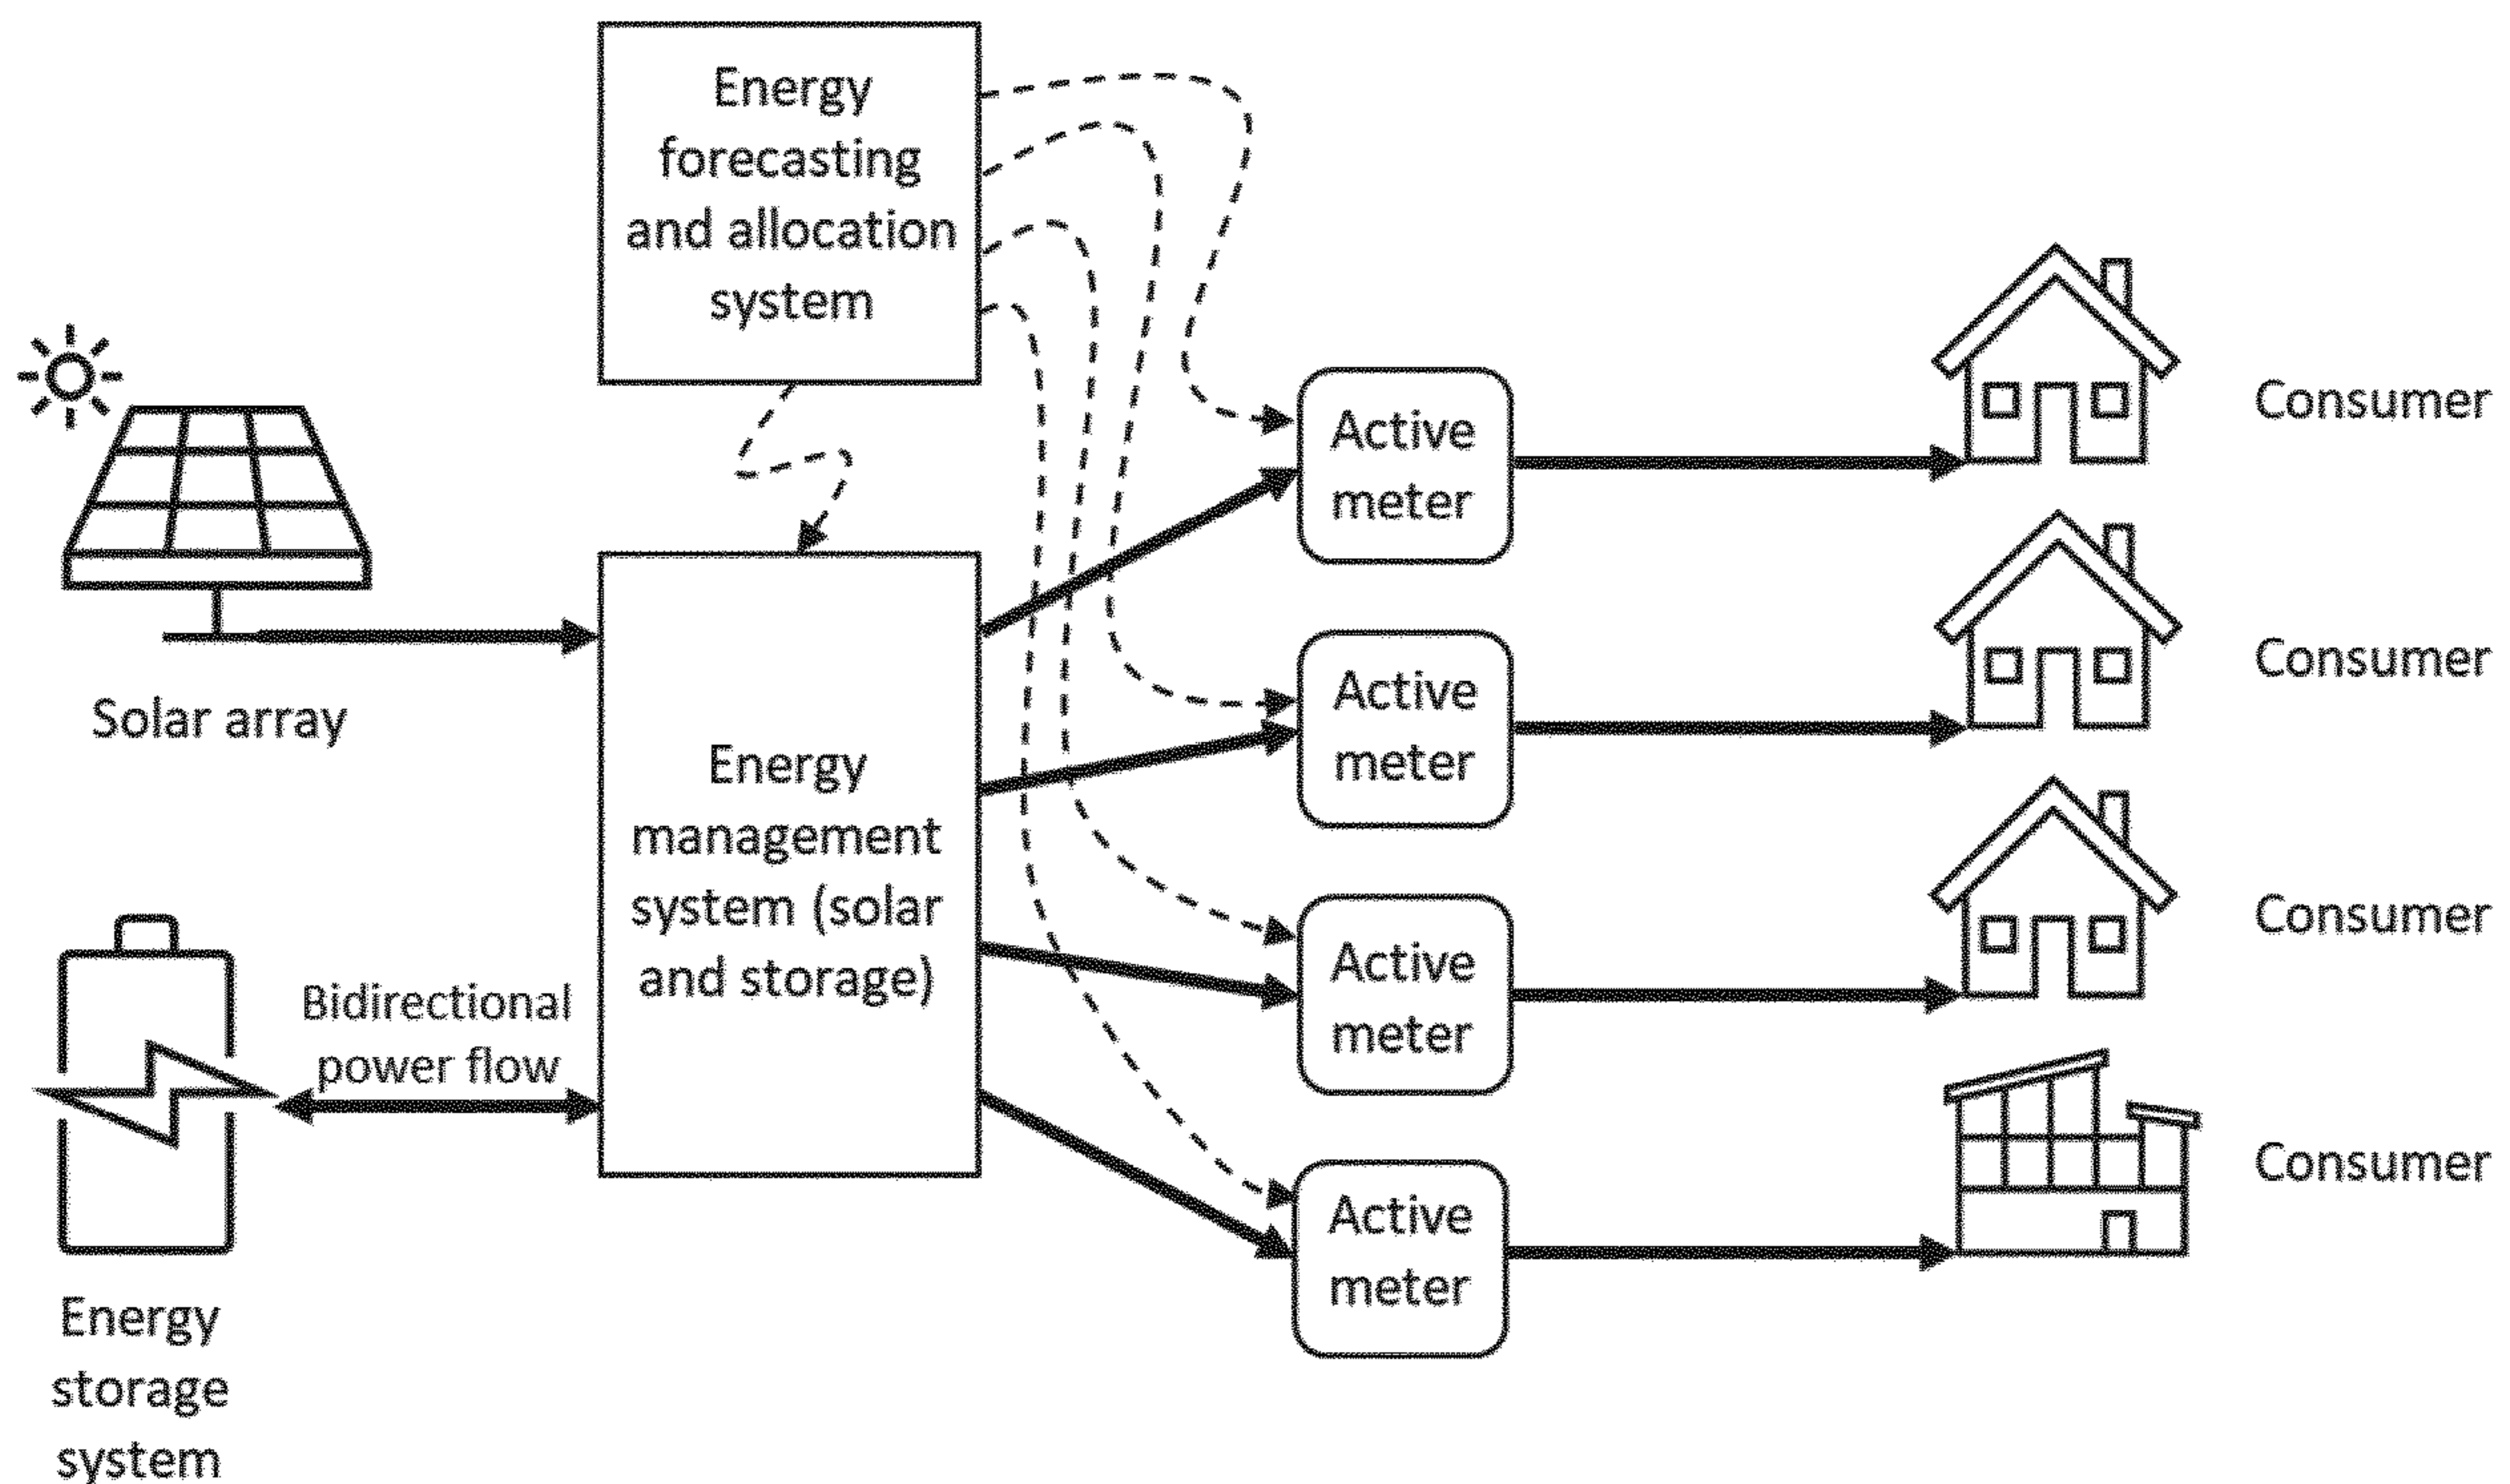 Energy
forecasting
and allocation
system
Solar array
Energy
management
system (solar
and storage)
Bidirectional
power flow
Energy
storage
system
Active
meter
Consumer
Active
meter
Consumer
Active
meter
Consumer
Active
meter
Consumer